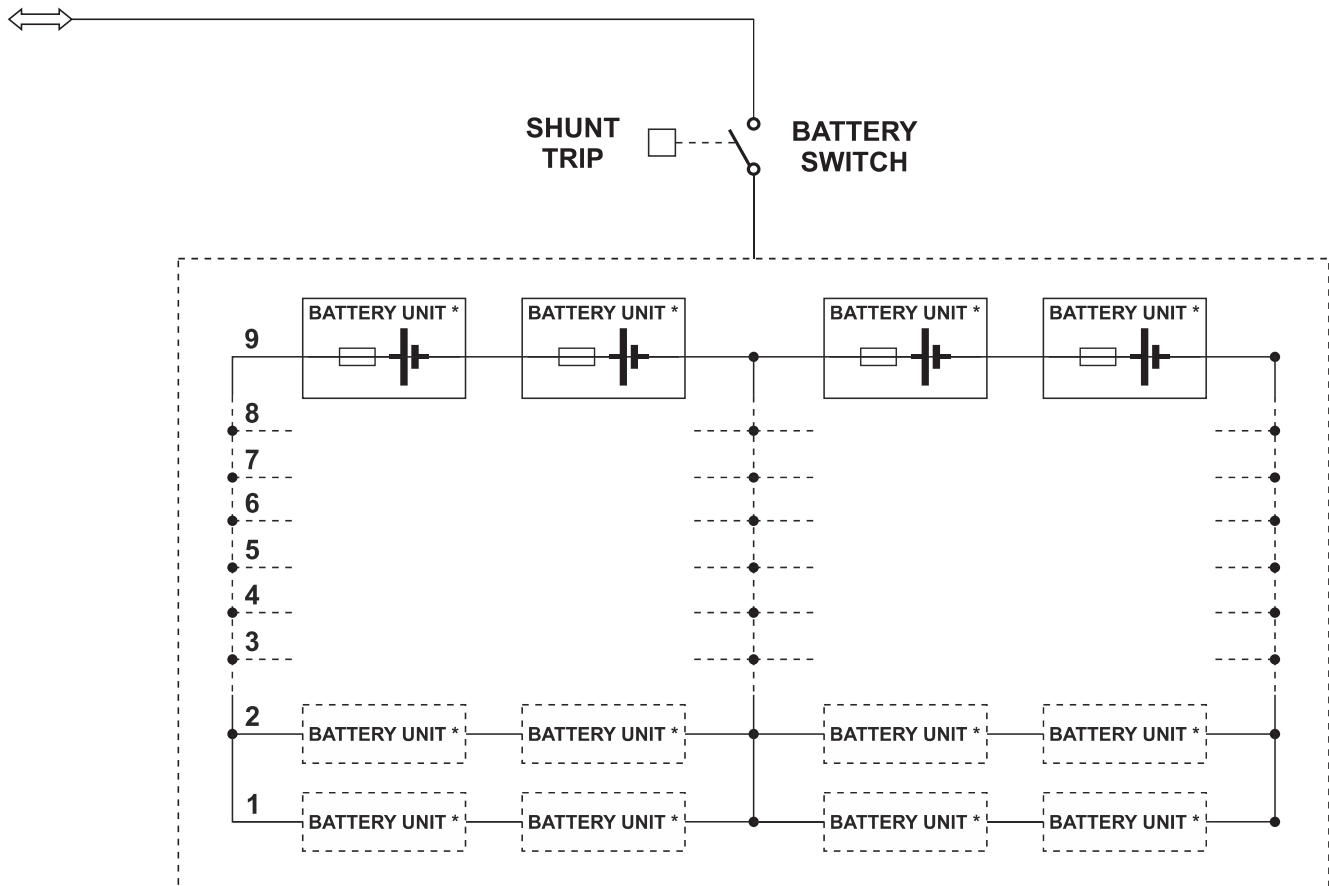 SHUNT
TRIP
BATTERY
SWITCH
BATTERY UNIT * BATTERY UNIT * BATTERY UNIT * BATTERY UNIT *
9
8
7
6
5
4
3
2
BATTERY UNIT * BATTERY UNIT * BATTERY UNIT * BATTERY UNIT *
1
BATTERY UNIT * BATTERY UNIT * BATTERY UNIT * BATTERY UNIT *